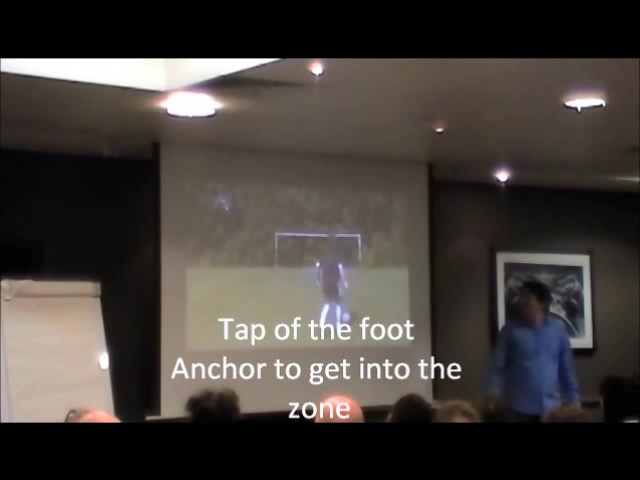 Tap of the foot
Anchor to get into the
zone